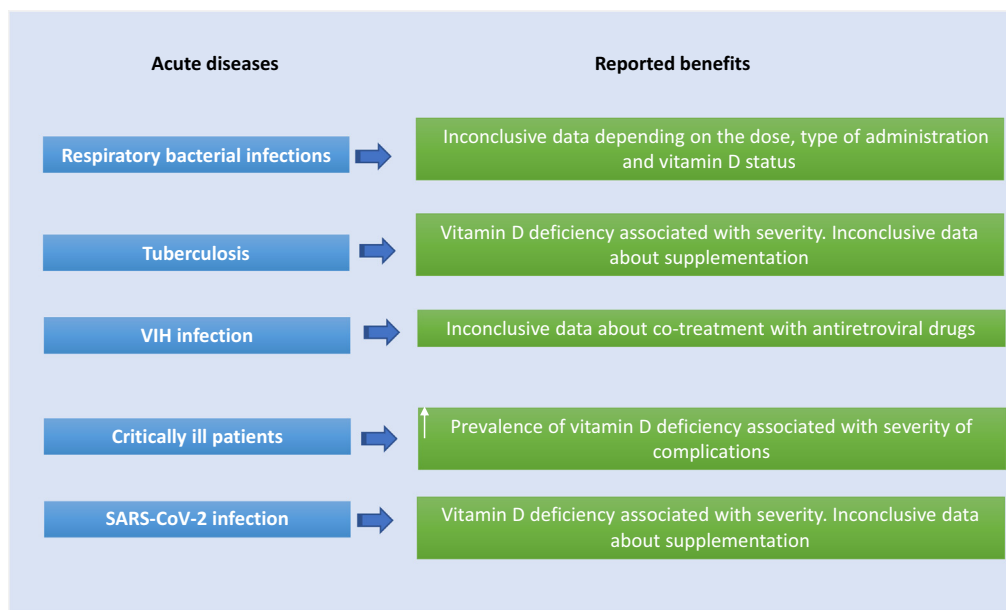 Acute diseases
Reported benefits
Respiratory bacterial infections
Inconclusive data depending on the dose, type of administration
and vitamin D status
Tuberculosis
Vitamin D deficiency associated with severity. Inconclusive data
about supplementation
VIH infection
Inconclusive data about co-treatment with antiretroviral drugs
Critically ill patients
Prevalence of vitamin D deficiency associated with severity of
complications
SARS-CoV-2 infection
Vitamin D deficiency associated with severity. Inconclusive data
about supplementation